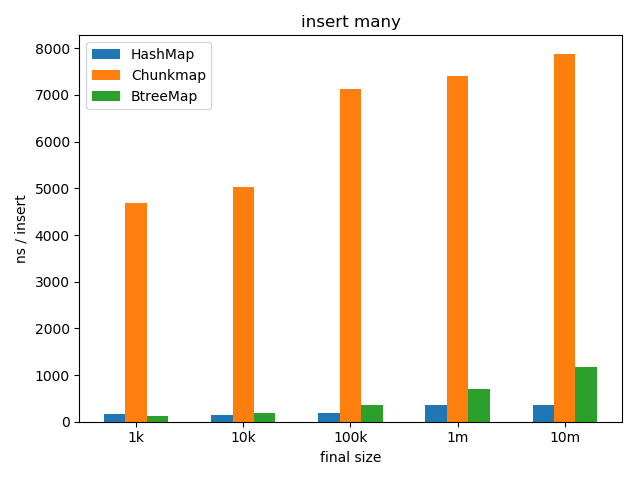 insert many
HashMap
Chunkmap
BtreeMap
ns / insert
8000
7000
6000
5000
4000
3000
2000
1000
0
1k 10k 100k 1m 10m
final size